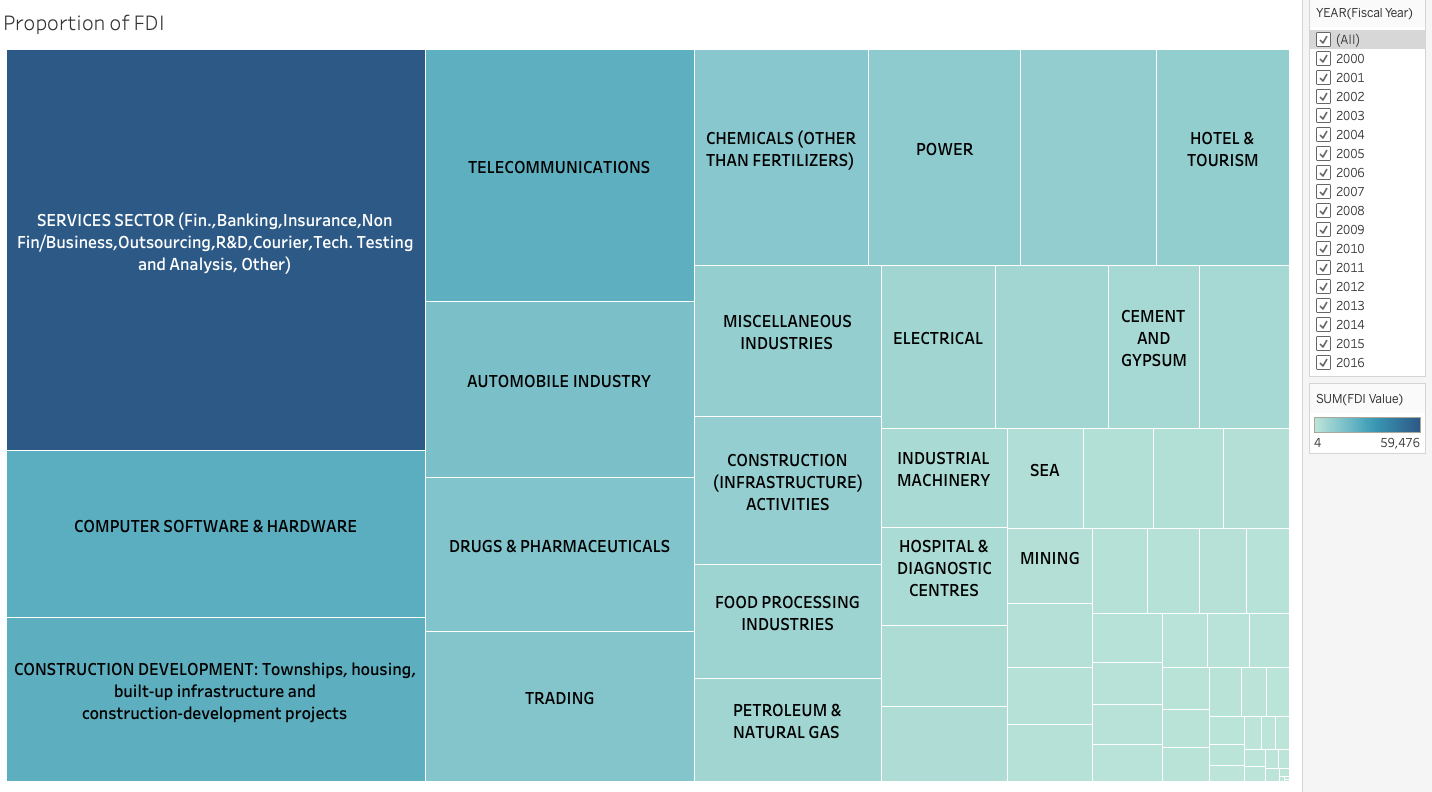 Proportion of FDI
SERVICES SECTOR (Fin.,Banking,Insurance,Non
Fin/Business,Outsourcing,R&D,Courier,Tech. Testing
and Analysis, Other)
COMPUTER SOFTWARE & HARDWARE
CONSTRUCTION DEVELOPMENT: Townships, housing,
built-up infrastructure and
construction-development projects
TELECOMMUNICATIONS
AUTOMOBILE INDUSTRY
DRUGS & PHARMACEUTICALS
TRADING
CHEMICALS (OTHER
THAN FERTILIZERS)
POWER
HOTEL &
TOURISM
MISCELLANEOUS
INDUSTRIES
ELECTRICAL
CEMENT
AND
GYPSUM
CONSTRUCTION
(INFRASTRUCTURE)
ACTIVITIES
INDUSTRIAL
MACHINERY
SEA
HOSPITAL &
DIAGNOSTIC
CENTRES
MINING
FOOD PROCESSING
INDUSTRIES
PETROLEUM &
NATURAL GAS
YEAR(Fiscal Year)
(All)
2000
2001
2002
2003
2004
2005
2006
2007
2008
2009
2010
2011
2012
2013
2014
2015
2016
SUM(FDI Value)
4 59,476